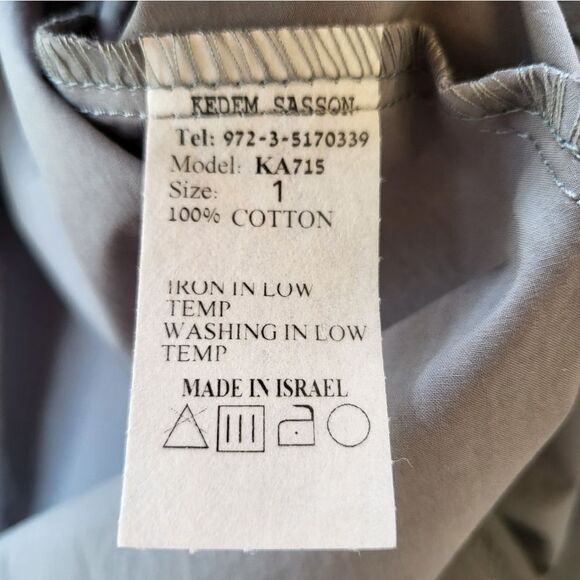 KEDEM SASSON
Tel: 972-3-5170339
Model: KA715
Size: 1
100% COTTON
IRON IN LOW
TEMP
WASHING IN LOW
TEMP
MADE IN ISRAEL